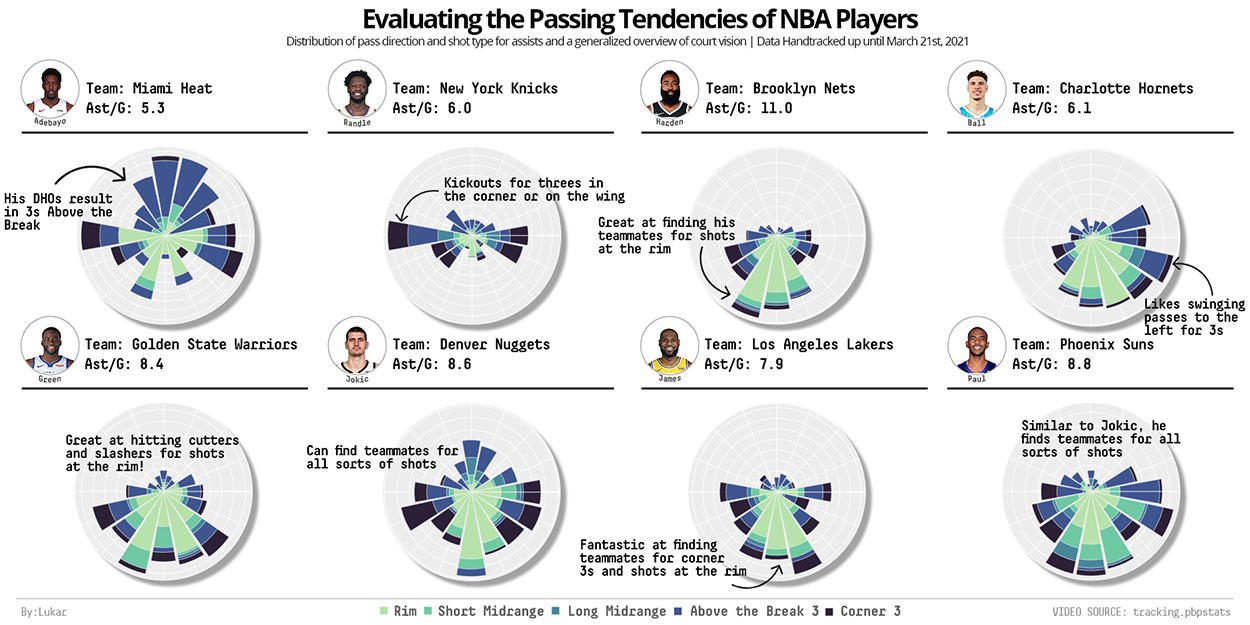 Evaluating the Passing Tendencies of NBA Players
Distribution of pass direction and shot type for assists and a generalized overview of court vision | Data Handtracked up until March 21st, 2021
Adebayo
Team: Miami Heat
Ast/G: 5.3
Randle
Team: New York Knicks
Ast/G: 6.0
Harden
Team: Brooklyn Nets
Ast/G: 11.0
Ball
Team: Charlotte Hornets
Ast/G: 6.1
His DHOs result
in 3s Above the
Break
Kickouts for threes in
the corner or on the wing
Great at finding his
teammates for shots
at the rim
Likes swinging
passes to the
left for 3s
Green
Team: Golden State Warriors
Ast/G: 8.4
Jokic
Team: Denver Nuggets
Ast/G: 8.6
James
Team: Los Angeles Lakers
Ast/G: 7.9
Paul
Team: Phoenix Suns
Ast/G: 8.8
Great at hitting cutters
and slashers for shots
at the rim!
Can find teammates for
all sorts of shots
Fantastic at finding
teammates for corner
3s and shots at the rim
Similar to Jokic, he
finds teammates for all
sorts of shots
By:Lukar
Rim Short Midrange Long Midrange Above the Break 3 Corner 3
VIDEO SOURCE: tracking.pbpstats